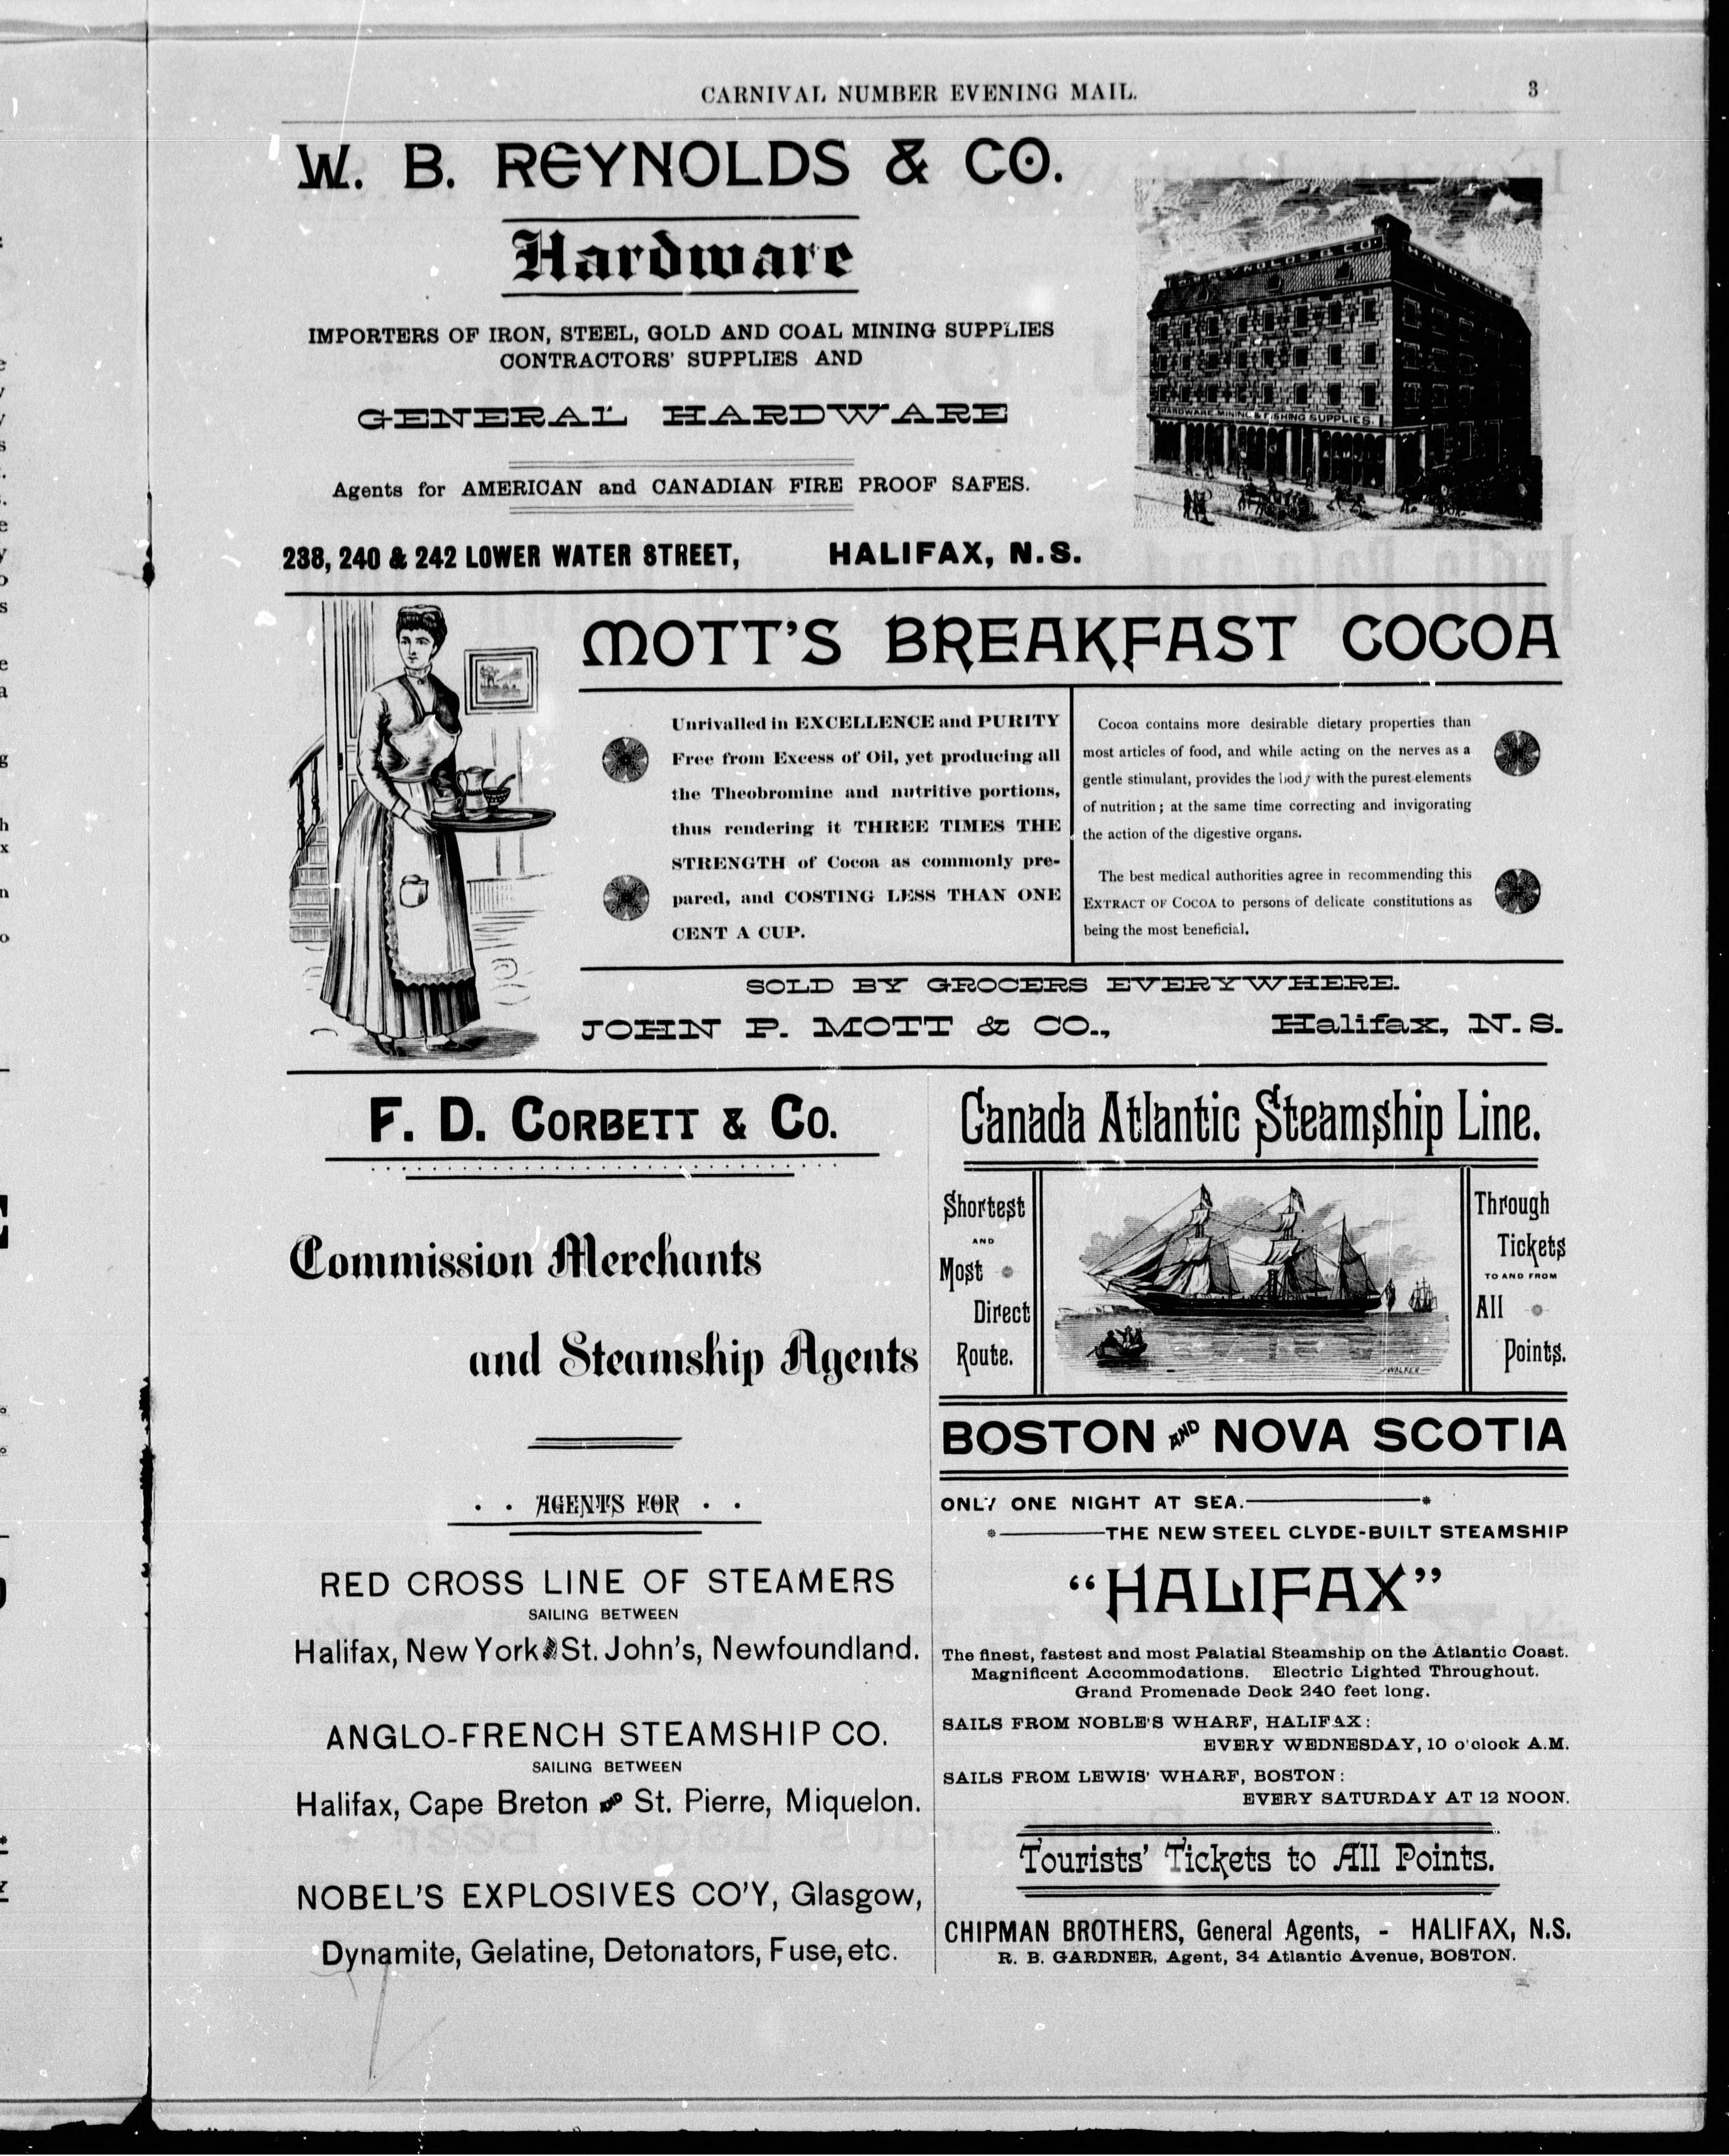 CARNIVAL NUMBER EVENING MAIL.
3
W. B. REYNOLDS & CO.
Hardware
IMPORTERS OF IRON, STEEL, GOLD AND COAL MINING SUPPLIES
CONTRACTORS' SUPPLIES AND
GENERAL HARDWARE
Agents for AMERICAN and CANADIAN FIRE PROOF SAFES.
238, 240 & 242 LOWER WATER STREET, HALIFAX, N.S.
REYNOLDS & CO.
HARDWARE
HARDWARE, MINING & FISHING SUPPLIES.
MOTT'S BREAKFAST COCOA
Unrivalled in EXCELLENCE and PURITY
Free from Excess of Oil, yet producing all
the Theobromine and nutritive portions,
thus rendering it THREE TIMES THE
STRENGTH of Cocoa as commonly pre-
pared, and COSTING LESS THAN ONE
CENT A CUP.
Cocoa contains more desirable dietary properties than
most articles of food, and while acting on the nerves as a
gentle stimulant, provides the body with the purest elements
of nutrition; at the same time correcting and invigorating
the action of the digestive organs.
The best medical authorities agree in recommending this
EXTRACT OF COCOA to persons of delicate constitutions as
being the most beneficial.
SOLD BY GROCERS EVERYWHERE.
JOHN P. MOTT & CO., Halifax, N. S.
F. D. CORBETT & CO.
Commission Merchants
and Steamship Agents
. . AGENTS FOR . .
RED CROSS LINE OF STEAMERS
SAILING BETWEEN
Halifax, New York AND St. John's, Newfoundland.
ANGLO-FRENCH STEAMSHIP CO.
SAILING BETWEEN
Halifax, Cape Breton AND St. Pierre, Miquelon.
NOBEL'S EXPLOSIVES CO'Y, Glasgow,
Dynamite, Gelatine, Detonators, Fuse, etc.
Canada Atlantic Steamship Line.
Shortest
AND
Most
Direct
Route.
J WALKER
Through
Tickets
TO AND FROM
All
Points.
BOSTON AND NOVA SCOTIA
ONLY ONE NIGHT AT SEA.
THE NEW STEEL CLYDE-BUILT STEAMSHIP
"HALIFAX"
The finest, fastest and most Palatial Steamship on the Atlantic Coast.
Magnificent Accommodations. Electric Lighted Throughout.
Grand Promenade Deck 240 feet long.
SAILS FROM NOBLE'S WHARF, HALIFAX:
EVERY WEDNESDAY, 10 o'clock A.M.
SAILS FROM LEWIS' WHARF, BOSTON:
EVERY SATURDAY AT 12 NOON.
Tourists' Tickets to All Points.
CHIPMAN BROTHERS, General Agents, - HALIFAX, N.S.
R. B. GARDNER, Agent, 34 Atlantic Avenue, BOSTON.